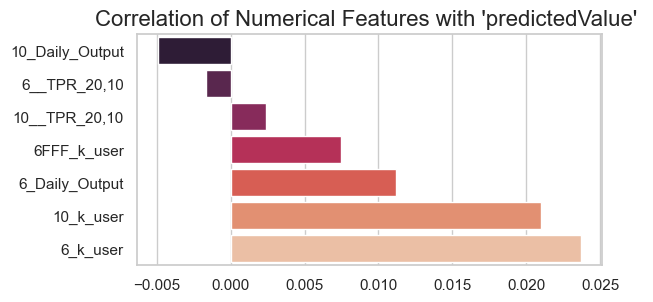 Correlation of Numerical Features with 'predictedValue'
10_Daily_Output
6__TPR_20,10
10__TPR_20,10
6FFF_k_user
6_Daily_Output
10_k_user
6_k_user
−0.005 0.000 0.005 0.010 0.015 0.020 0.025